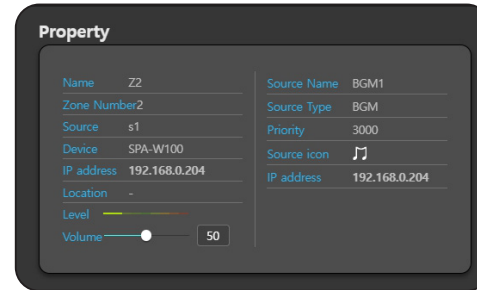 Property
Name Z2
Zone Number2
Source s1
Device SPA-W100
IP address 192.168.0.204
Location -
Level
Volume 50
Source Name BGM1
Source Type BGM
Priority 3000
Source icon
IP address 192.168.0.204